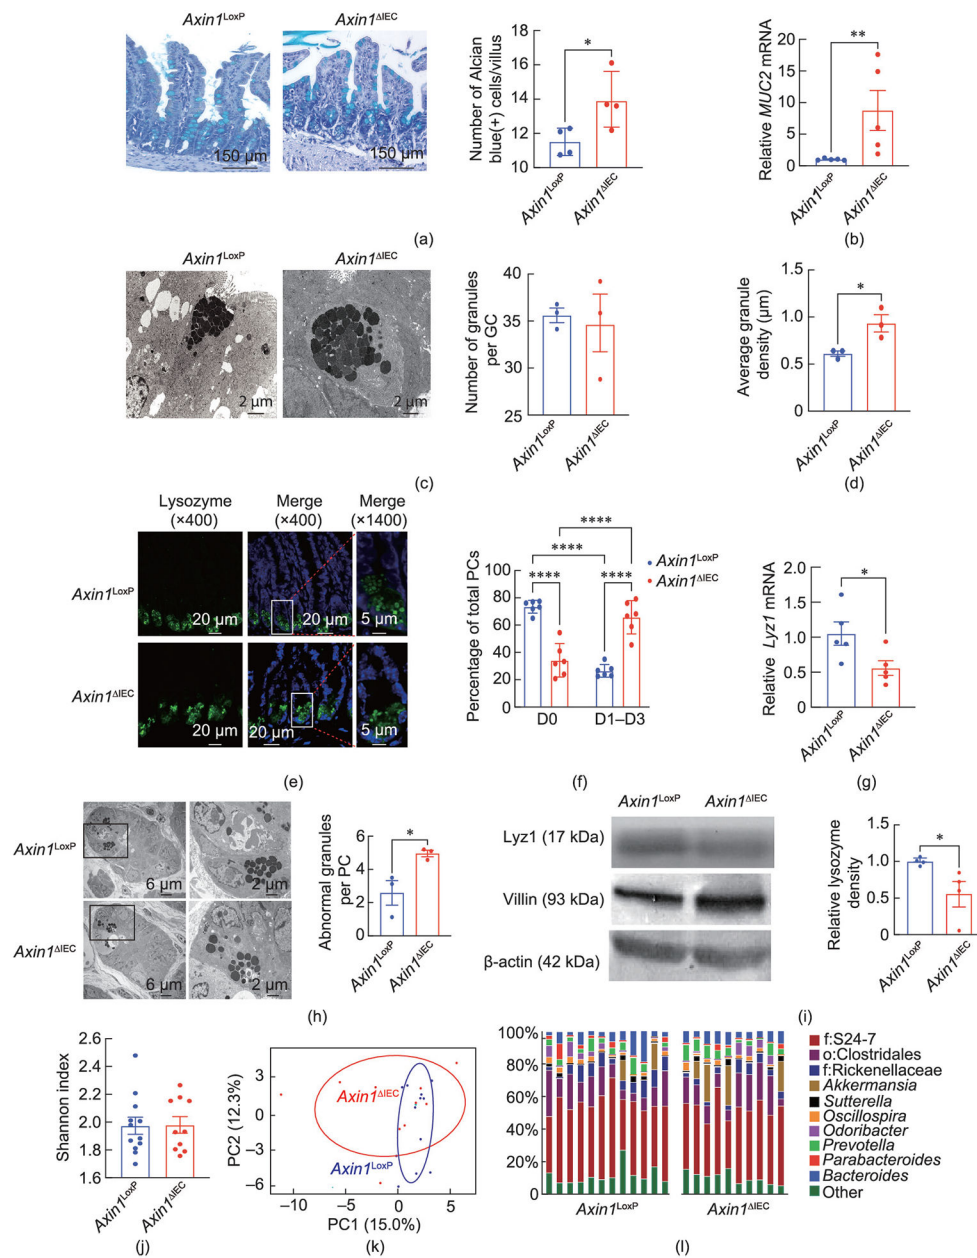 Axin1LoxP
Axin1ΔIEC
150 μm
150 μm
Number of Alcian
blue(+) cells/villus
20
18
16
14
12
10
*
Axin1LoxP
Axin1ΔIEC
Relative MUC2 mRNA
20
15
10
5
0
**
Axin1LoxP
Axin1ΔIEC
(a)
(b)
Axin1LoxP
Axin1ΔIEC
2 μm
2 μm
Number of granules
per GC
40
35
30
25
Axin1LoxP
Axin1ΔIEC
Average granule
density (μm)
1.5
1.0
0.5
0
*
Axin1LoxP
Axin1ΔIEC
(c)
(d)
Lysozyme
(×400)
Merge
(×400)
Merge
(×1400)
Axin1LoxP
20 μm
20 μm
5 μm
Axin1ΔIEC
20 μm
20 μm
5 μm
(e)
Percentage of total PCs
100
80
60
40
20
0
****
****
****
****
Axin1LoxP
Axin1ΔIEC
D0
D1–D3
(f)
Relative Lyz1 mRNA
2.0
1.5
1.0
0.5
0
*
Axin1LoxP
Axin1ΔIEC
(g)
Axin1LoxP
6 μm
2 μm
Axin1ΔIEC
6 μm
2 μm
Abnormal granules
per PC
6
4
2
0
*
Axin1LoxP
Axin1ΔIEC
(h)
Axin1LoxP
Axin1ΔIEC
Lyz1 (17 kDa)
Villin (93 kDa)
β-actin (42 kDa)
Relative lysozyme
density
1.5
1.0
0.5
0
*
Axin1LoxP
Axin1ΔIEC
(i)
Shannon index
2.6
2.4
2.2
2.0
1.8
1.6
Axin1LoxP
Axin1ΔIEC
(j)
PC2 (12.3%)
3
0
−3
−6
Axin1ΔIEC
Axin1LoxP
−10
−5
0
5
PC1 (15.0%)
(k)
100%
80%
60%
40%
20%
0
Axin1LoxP
Axin1ΔIEC
f:S24-7
o:Clostridales
f:Rickenellaceae
Akkermansia
Sutterella
Oscillospira
Odoribacter
Prevotella
Parabacteroides
Bacteroides
Other
(l)